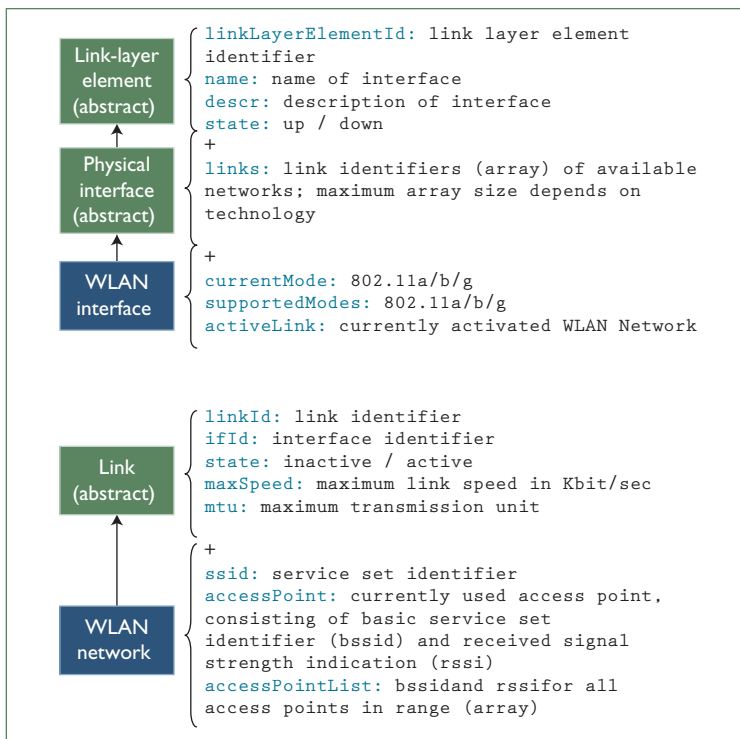 Link-layer
element
(abstract)
linkLayerElementId: link layer element
identifier
name: name of interface
descr: description of interface
state: up / down
Physical
interface
(abstract)
+
links: link identifiers (array) of available
networks; maximum array size depends on
technology
WLAN
interface
+
currentMode: 802.11a/b/g
supportedModes: 802.11a/b/g
activeLink: currently activated WLAN Network
Link
(abstract)
linkId: link identifier
ifId: interface identifier
state: inactive / active
maxSpeed: maximum link speed in Kbit/sec
mtu: maximum transmission unit
WLAN
network
+
ssid: service set identifier
accessPoint: currently used access point,
consisting of basic service set
identifier (bssid) and received signal
strength indication (rssi)
accessPointList: bssidand rssifor all
access points in range (array)